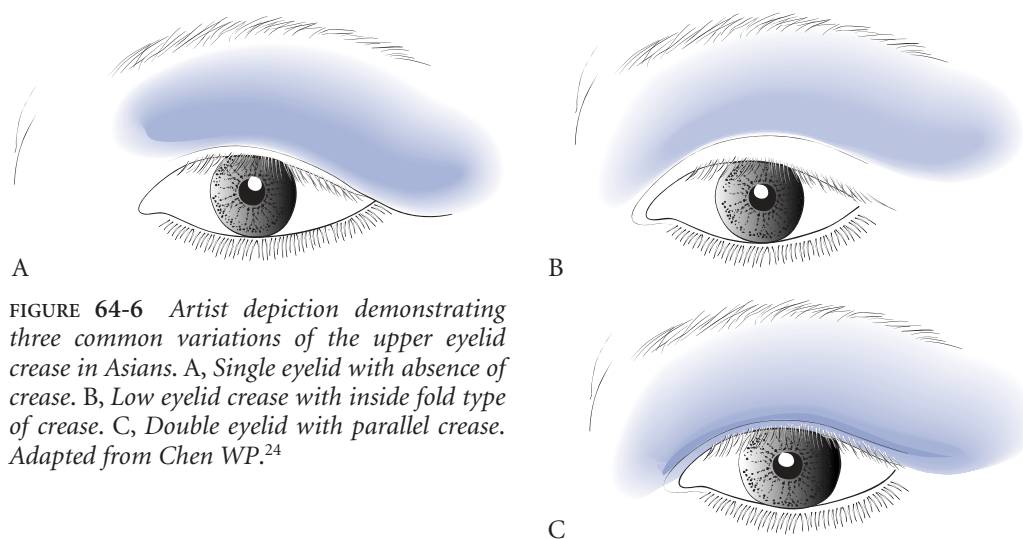 A
B
FIGURE 64-6 Artist depiction demonstrating
three common variations of the upper eyelid
crease in Asians. A, Single eyelid with absence of
crease. B, Low eyelid crease with inside fold type
of crease. C, Double eyelid with parallel crease.
Adapted from Chen WP.24
C